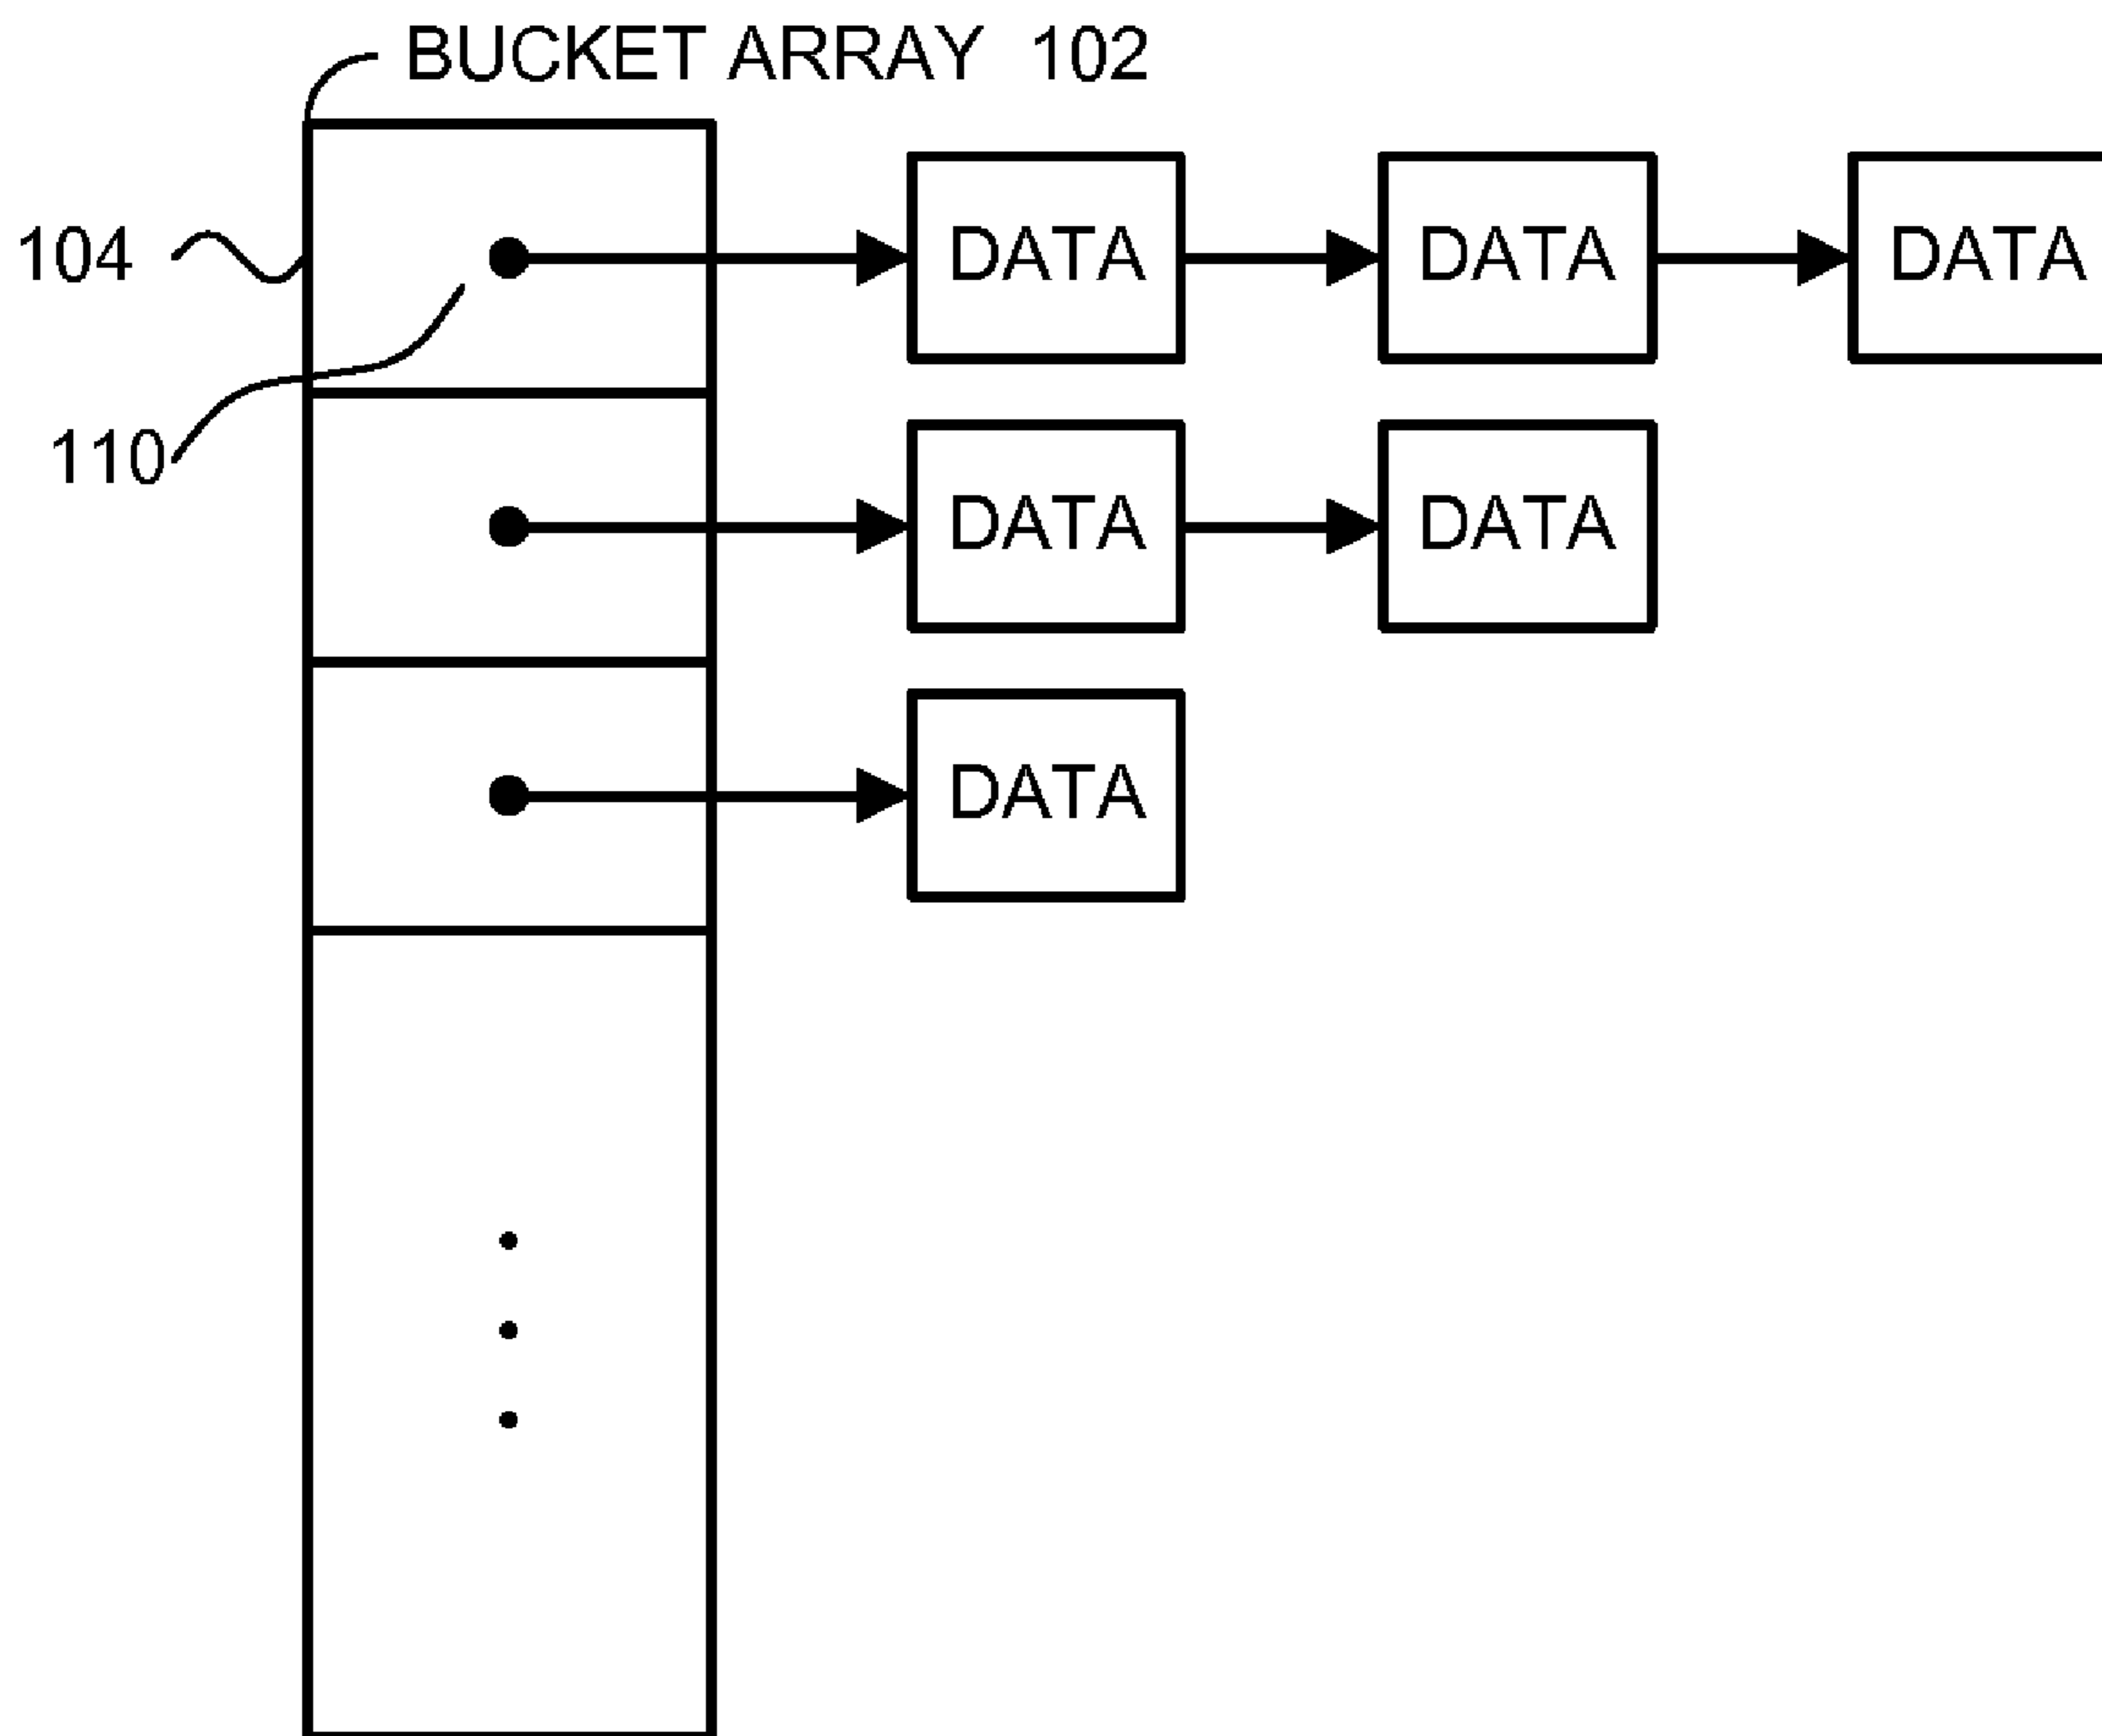 BUCKET ARRAY 102
104 DATA DATA DATA
110
DATA DATA
DATA